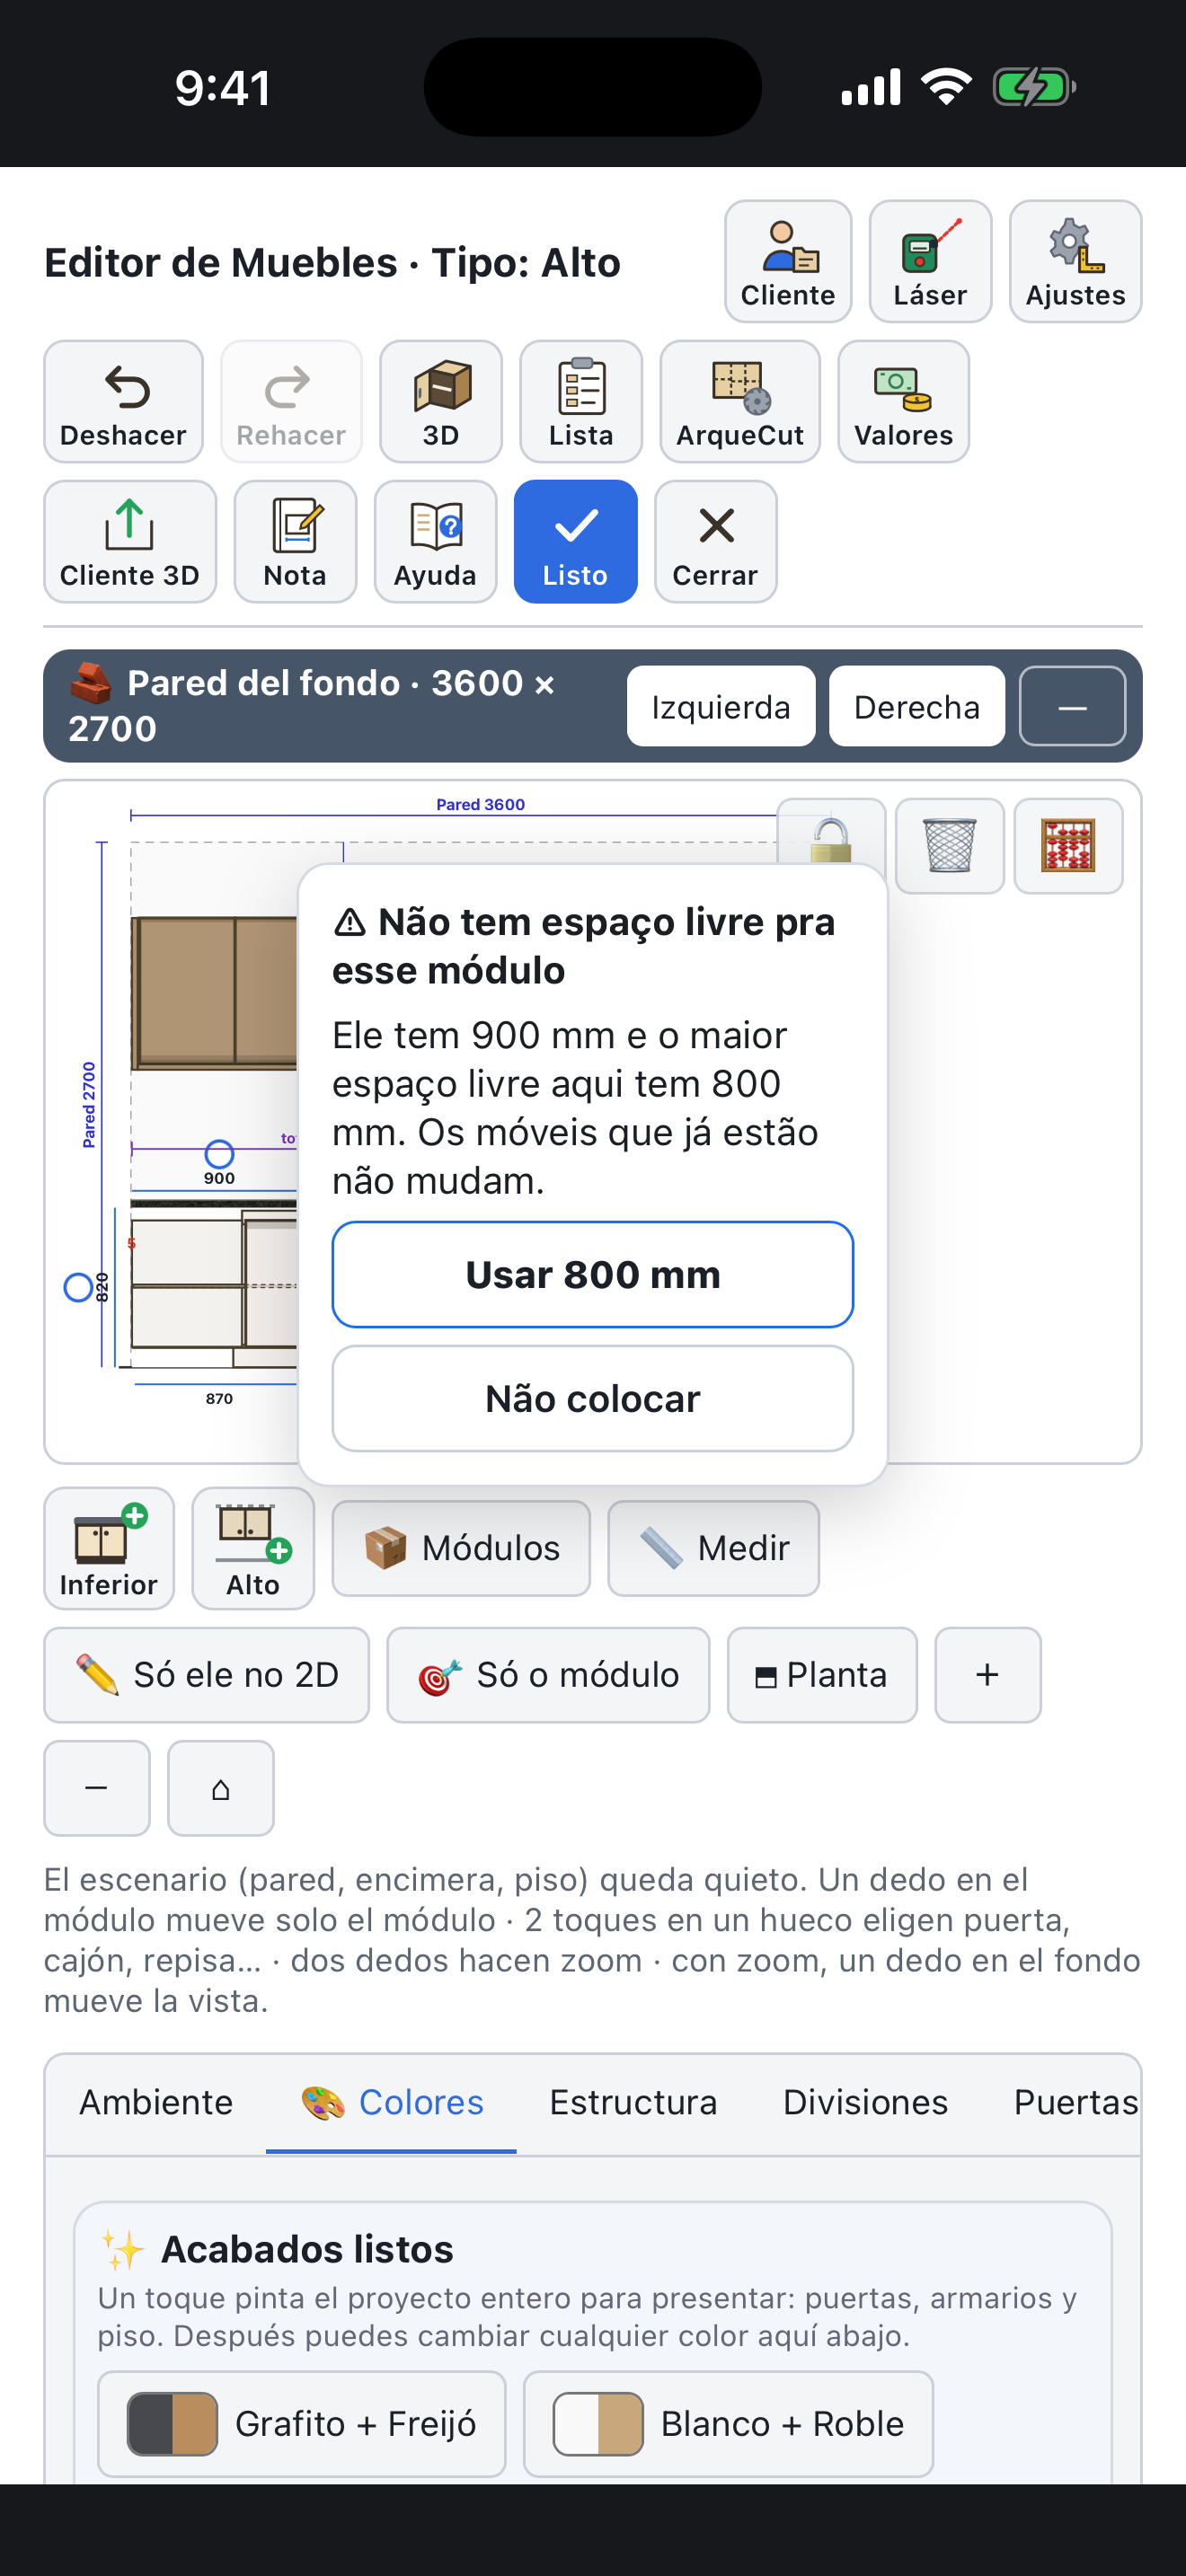 9:41
Editor de Muebles · Tipo: Alto
Cliente
Láser
Ajustes
Deshacer
Rehacer
3D
Lista
ArqueCut
Valores
Cliente 3D
Nota
Ayuda
Listo
Cerrar
Pared del fondo · 3600 ×
2700
Izquierda
Derecha
—
Pared 3600
Pared 2700
900
5
820
870
⚠ Não tem espaço livre pra
esse módulo
Ele tem 900 mm e o maior
espaço livre aqui tem 800
mm. Os móveis que já estão
não mudam.
Usar 800 mm
Não colocar
Inferior
Alto
Módulos
Medir
Só ele no 2D
Só o módulo
Planta
+
—
El escenario (pared, encimera, piso) queda quieto. Un dedo en el
módulo mueve solo el módulo · 2 toques en un hueco eligen puerta,
cajón, repisa... · dos dedos hacen zoom · con zoom, un dedo en el fondo
mueve la vista.
Ambiente
Colores
Estructura
Divisiones
Puertas
Acabados listos
Un toque pinta el proyecto entero para presentar: puertas, armarios y
piso. Después puedes cambiar cualquier color aquí abajo.
Grafito + Freijó
Blanco + Roble